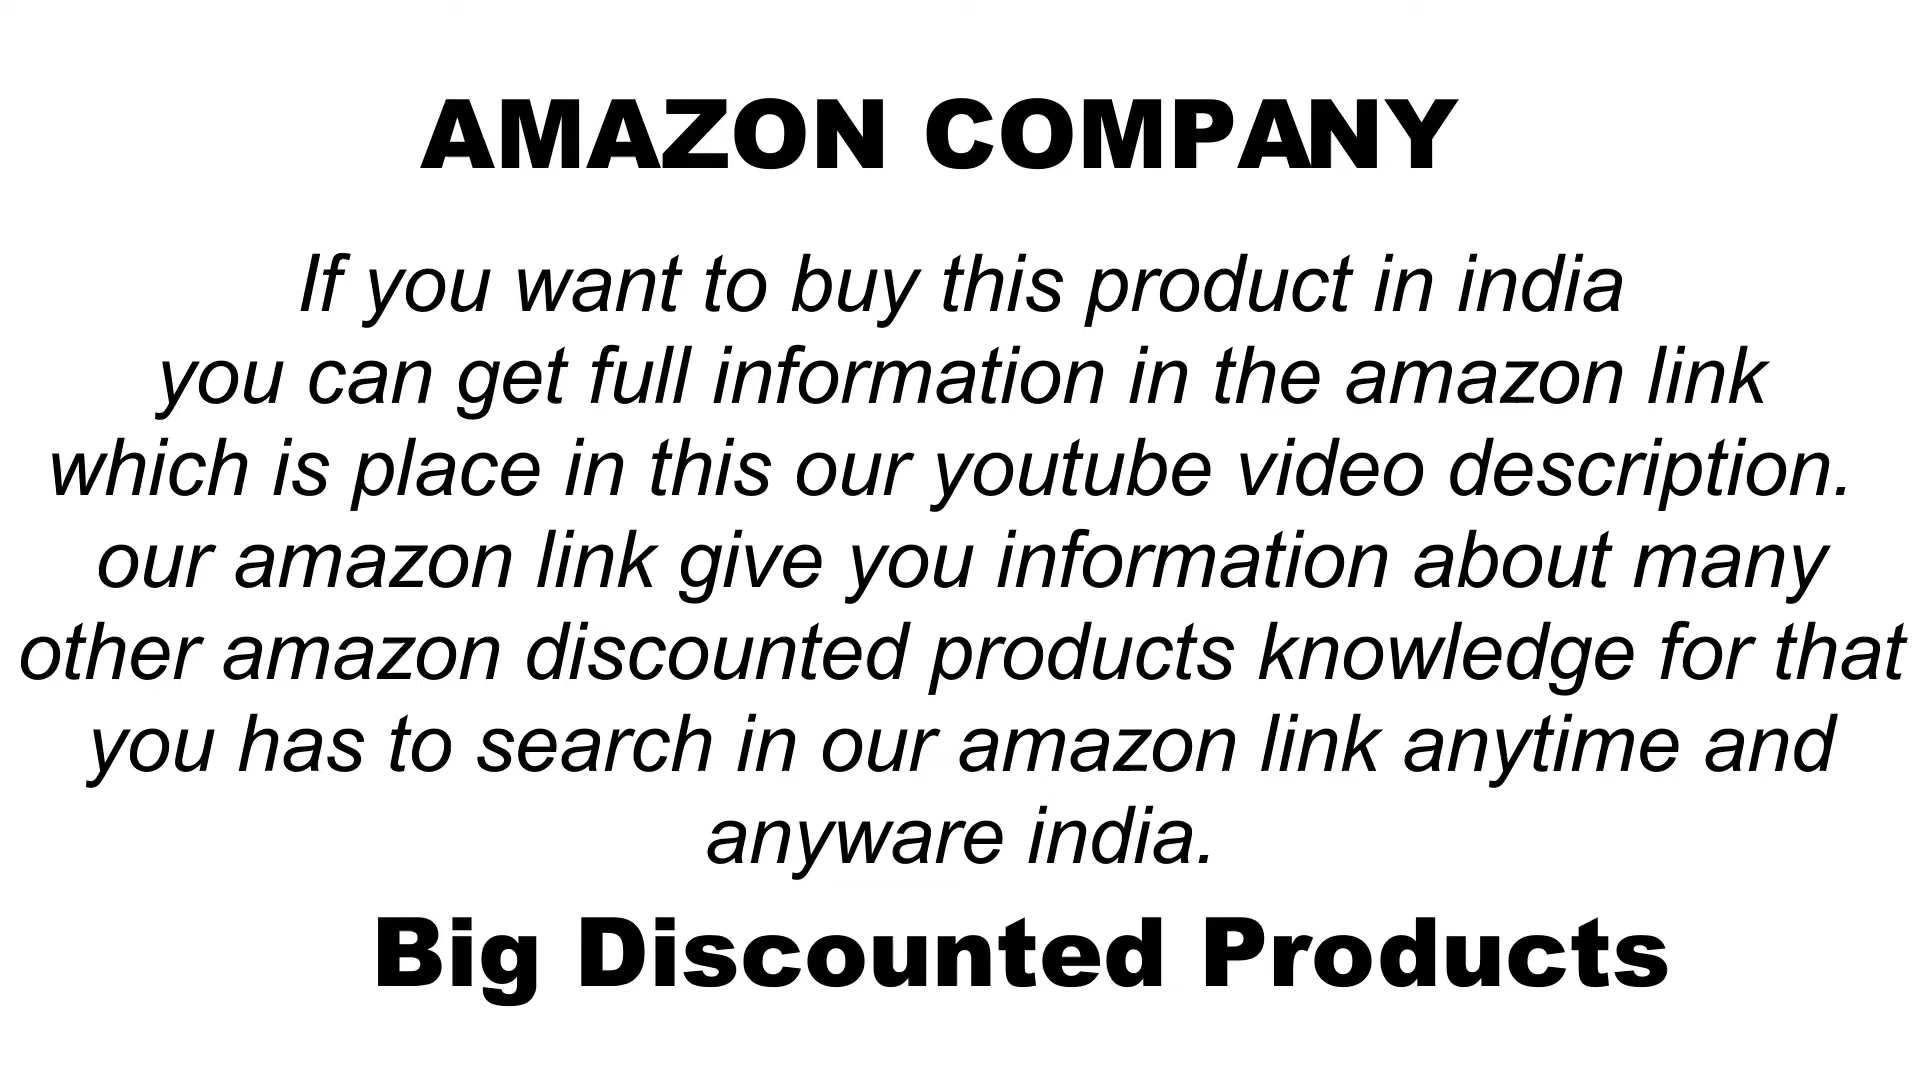 AMAZON COMPANY
If you want to buy this product in india
you can get full information in the amazon link
which is place in this our youtube video description.
our amazon link give you information about many
other amazon discounted products knowledge for that
you has to search in our amazon link anytime and
anyware india.
Big Discounted Products